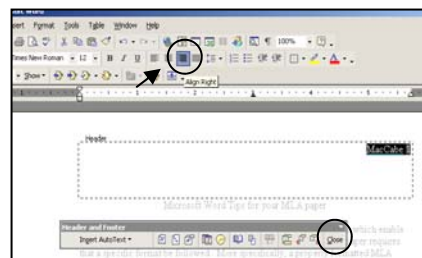 Format Tools Table Window Help
100%
Times New Roman 12 B I U
Show
Align Right
Header
MacCabe 1
Microsoft Word Tips for your MLA paper
Header and Footer
Insert AutoText Close
which enable
paper requires
that a specific format be followed. More specifically, a properly formatted MLA